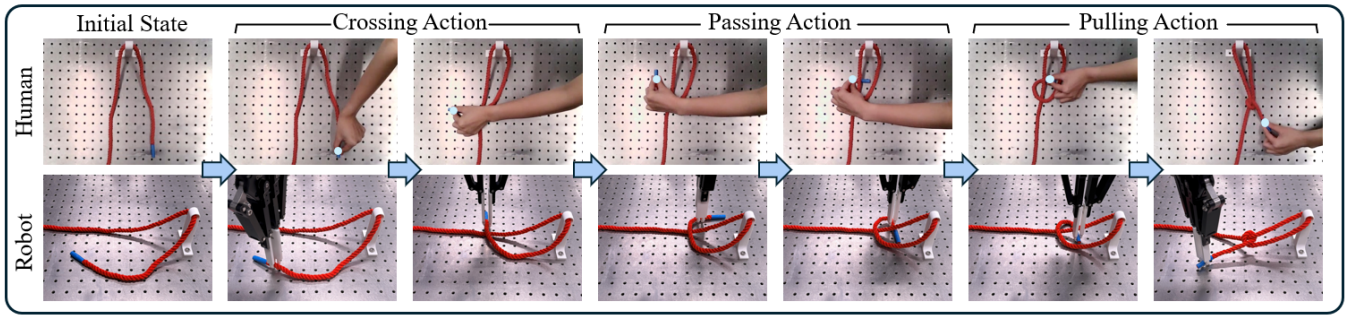 Initial State
Crossing Action
Passing Action
Pulling Action
Human
Robot